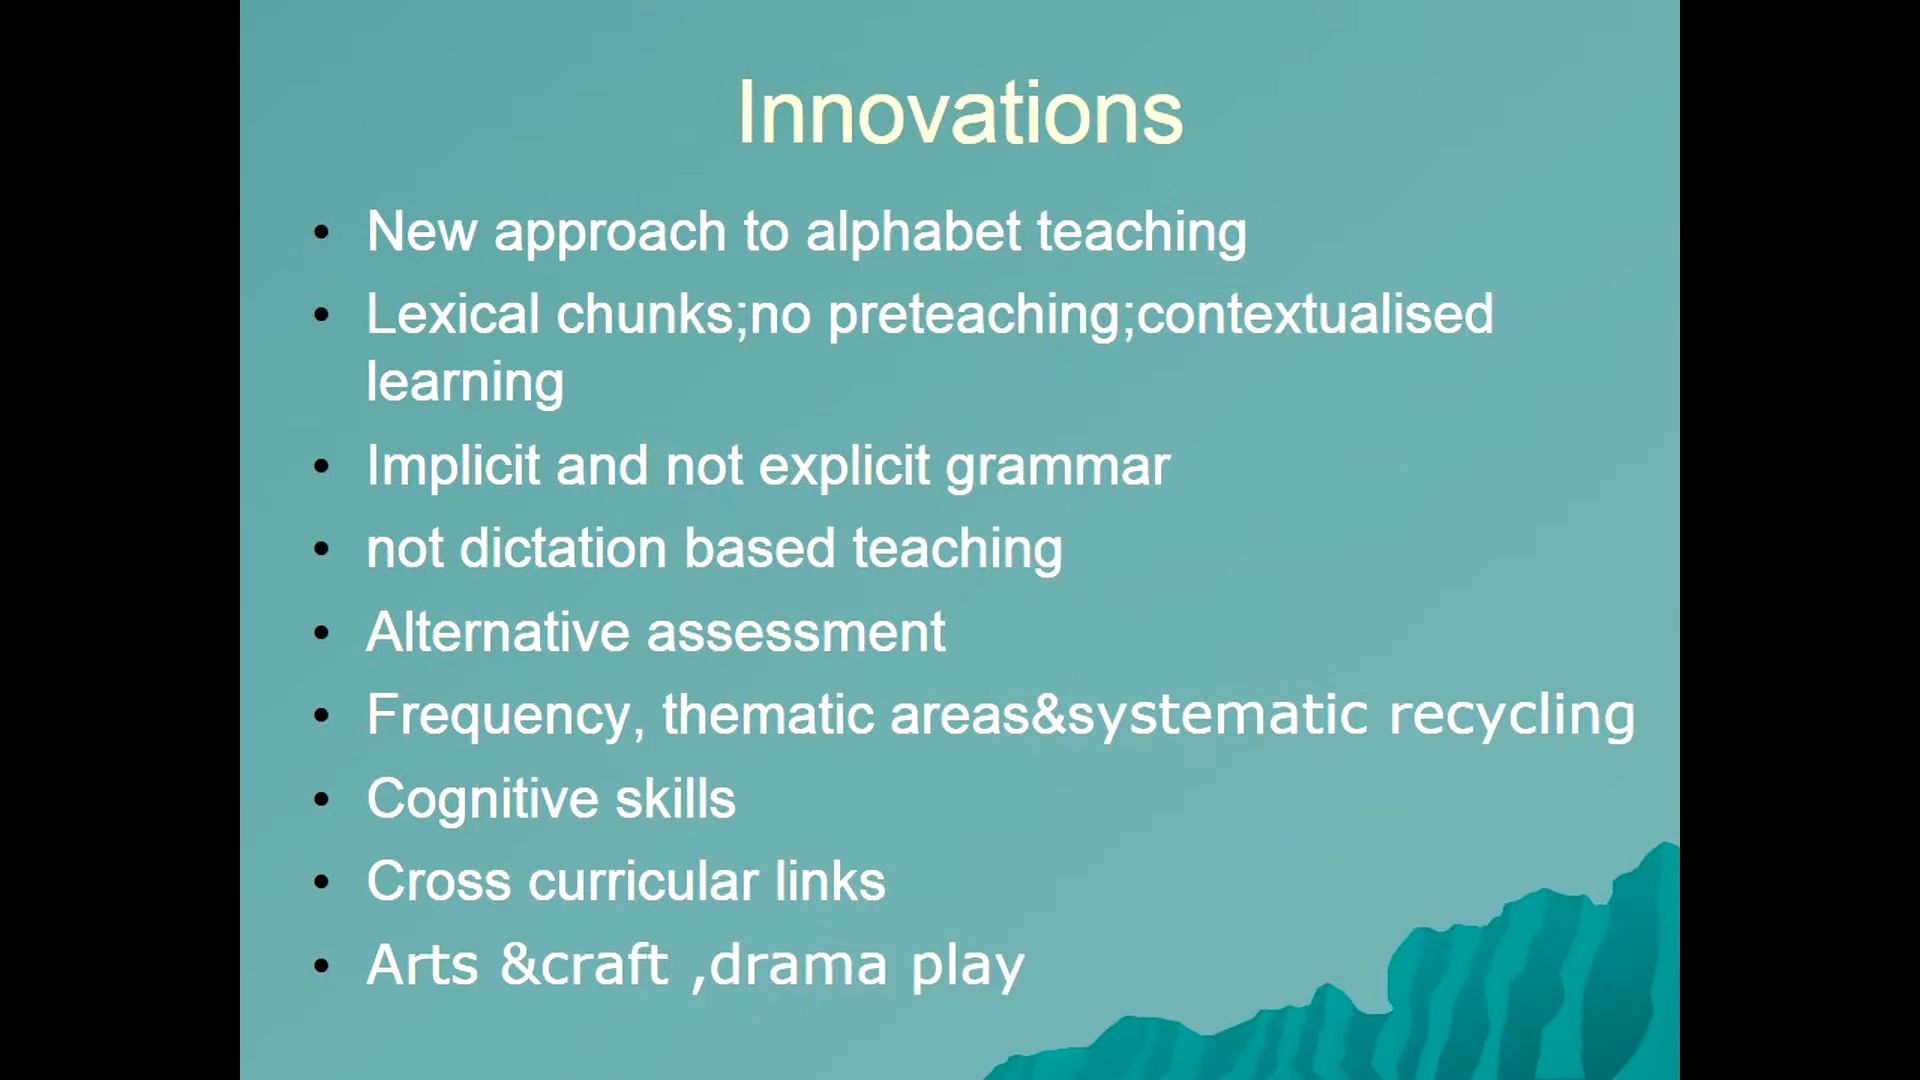 Innovations
• New approach to alphabet teaching
• Lexical chunks;no preteaching;contextualised
learning
• Implicit and not explicit grammar
• not dictation based teaching
• Alternative assessment
• Frequency, thematic areas&systematic recycling
• Cognitive skills
• Cross curricular links
• Arts &craft ,drama play